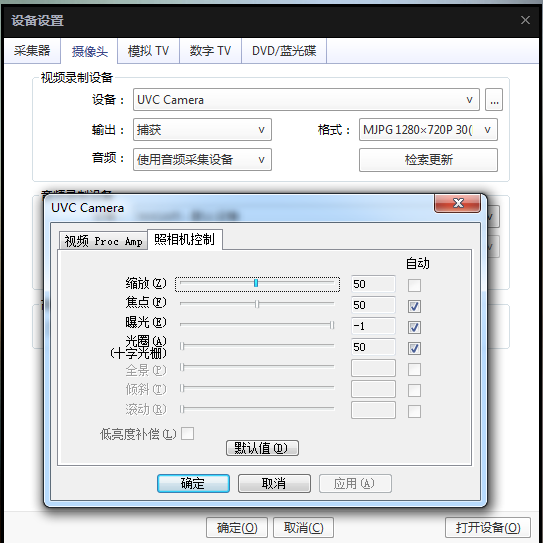 设备设置
采集器 摄像头 模拟 TV 数字 TV DVD/蓝光碟
视频录制设备
设备： UVC Camera ...
输出： 捕获 格式： MJPG 1280×720P 30(
音频： 使用音频采集设备 检索更新
UVC Camera
视频 Proc Amp 照相机控制
自动
缩放(Z) 50
焦点(F) 50
曝光(E) -1
光圈(A) 50
(十字光栅)
全景(P)
倾斜(T)
滚动(R)
低亮度补偿(L)
默认值(D)
确定 取消 应用(A)
确定(O) 取消(C) 打开设备(O)